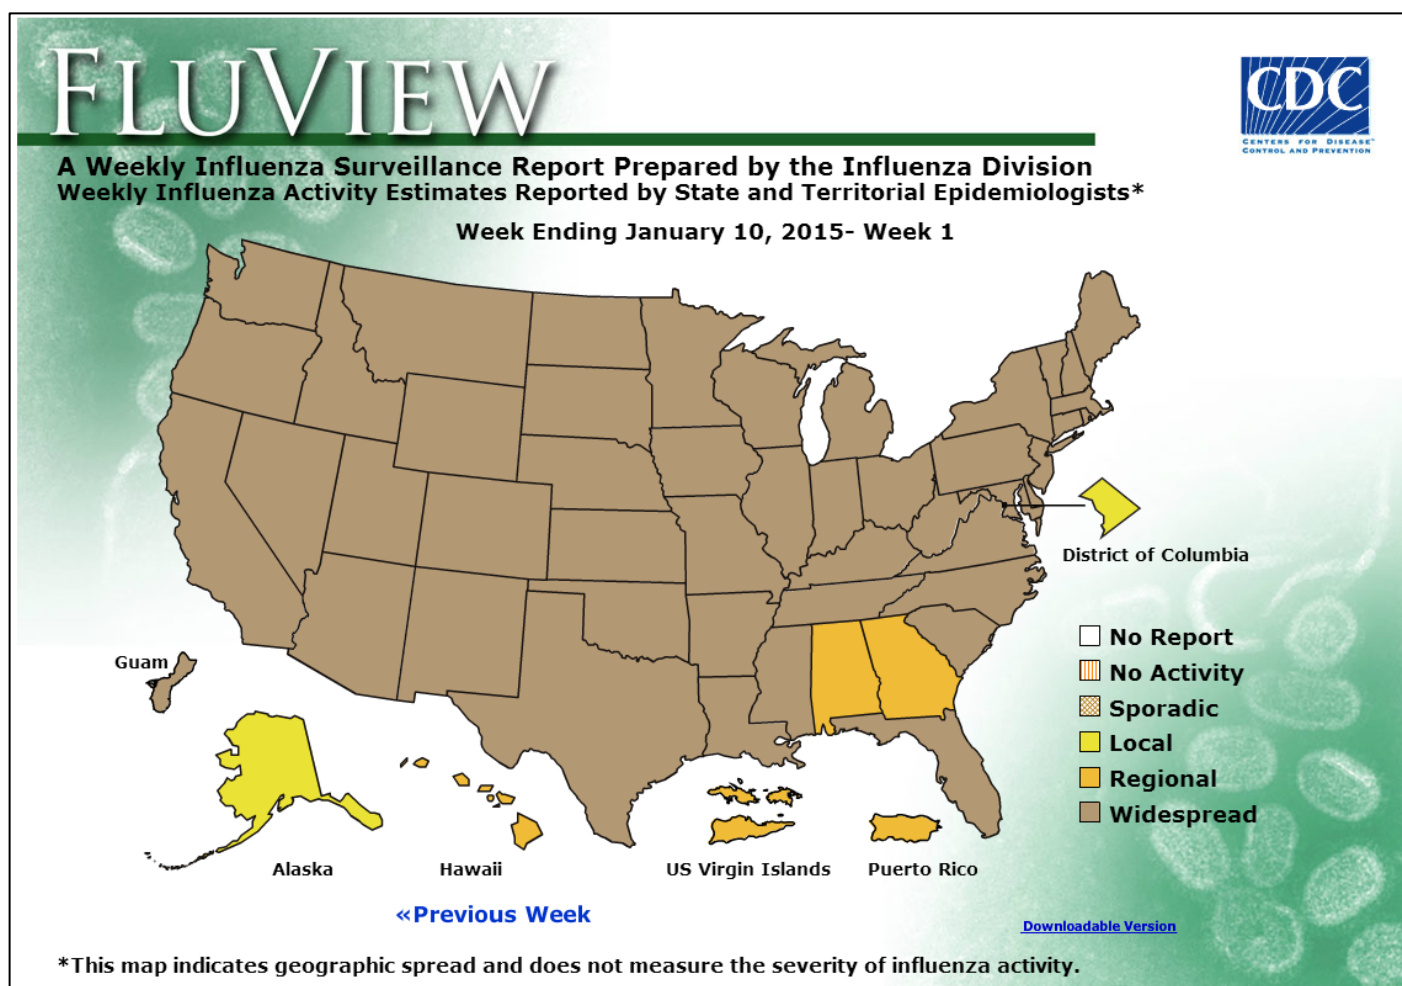 FLUVIEW
CDC
CENTERS FOR DISEASE™
CONTROL AND PREVENTION
A Weekly Influenza Surveillance Report Prepared by the Influenza Division
Weekly Influenza Activity Estimates Reported by State and Territorial Epidemiologists*
Week Ending January 10, 2015- Week 1
District of Columbia
No Report
No Activity
Sporadic
Local
Regional
Widespread
Guam
Alaska
Hawaii
US Virgin Islands
Puerto Rico
«Previous Week
Downloadable Version
*This map indicates geographic spread and does not measure the severity of influenza activity.